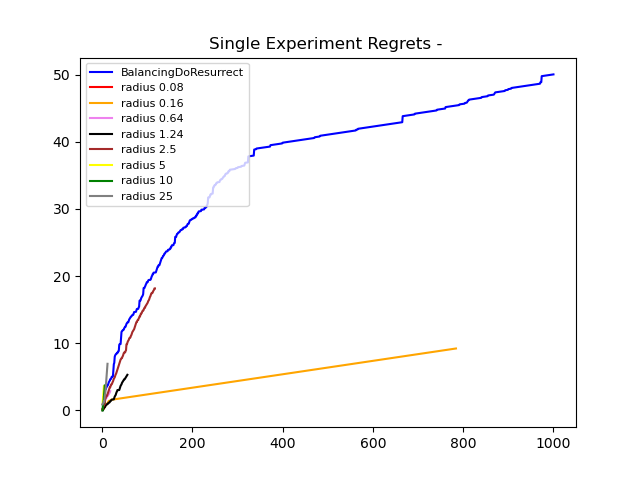 Single Experiment Regrets -
BalancingDoResurrect
radius 0.08
radius 0.16
radius 0.64
radius 1.24
radius 2.5
radius 5
radius 10
radius 25
50
40
30
20
10
0
0 200 400 600 800 1000